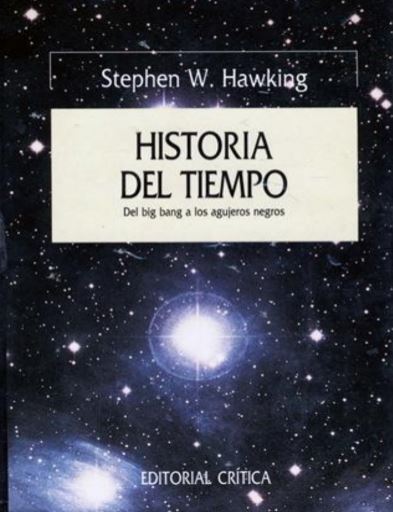 Stephen W. Hawking
HISTORIA
DEL TIEMPO
Del big bang a los agujeros negros
EDITORIAL CRÍTICA